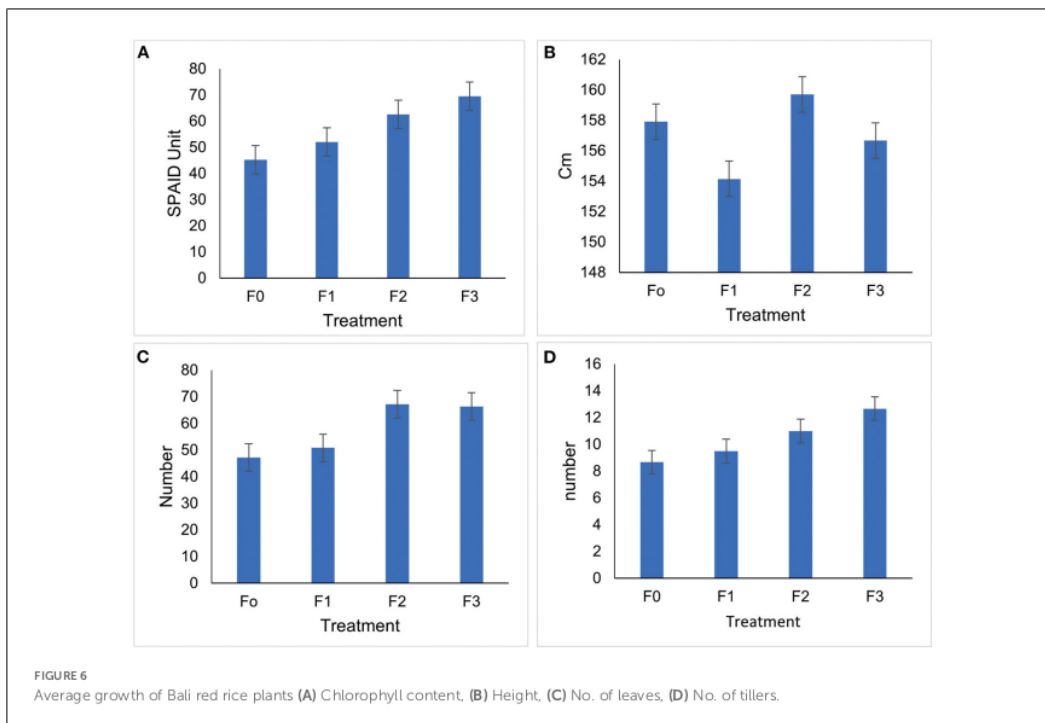 A
80
70
60
50
40
30
20
10
0
SPAID Unit
F0 F1 F2 F3
Treatment
B
162
160
158
156
154
152
150
148
Cm
Fo F1 F2 F3
Treatment
C
80
70
60
50
40
30
20
10
0
Number
Fo F1 F2 F3
Treatment
D
16
14
12
10
8
6
4
2
0
number
F0 F1 F2 F3
Treatment
FIGURE 6
Average growth of Bali red rice plants (A) Chlorophyll content, (B) Height, (C) No. of leaves, (D) No. of tillers.